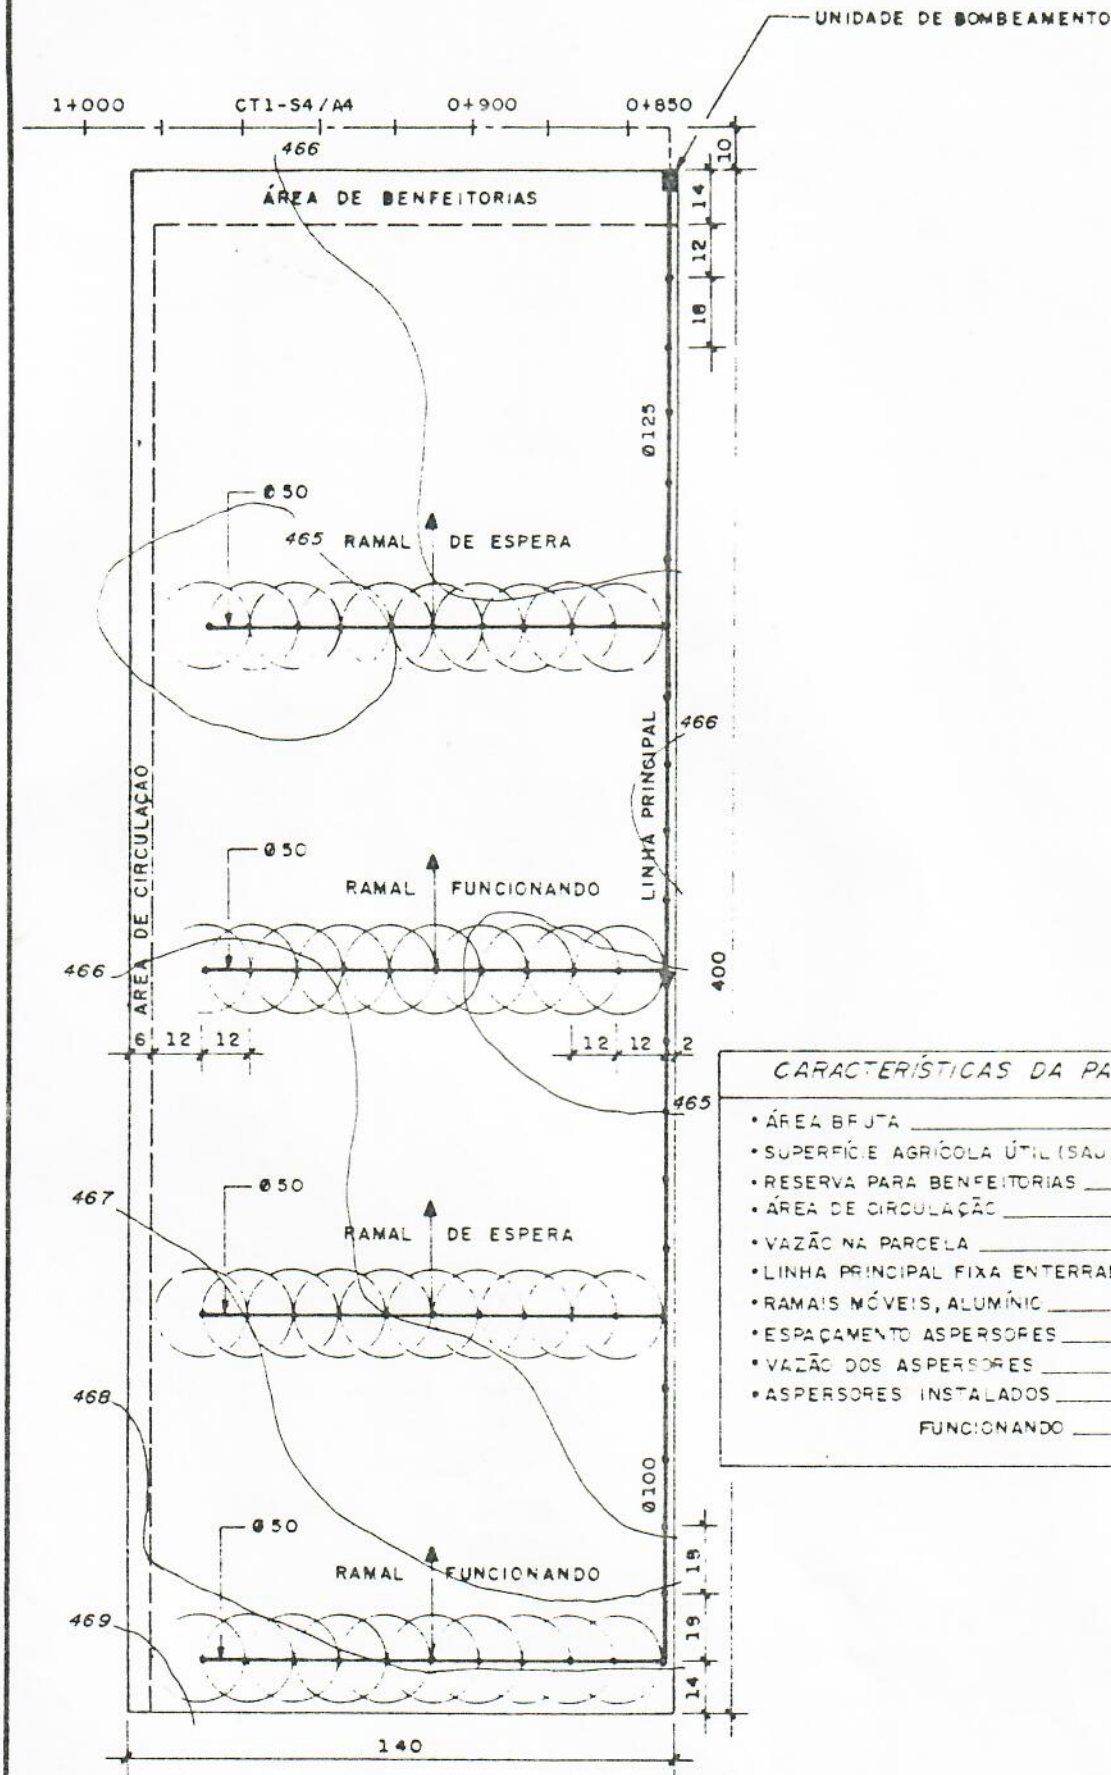 UNIDADE DE BOMBEAMENTO
1+000 CT1-S4/A4 0+900 0+850
10
466
ÁREA DE BENFEITORIAS
14
12
18
Ø125
Ø50
465 RAMAL DE ESPERA
LINHA PRINCIPAL
466
ÁREA DE CIRCULAÇÃO
Ø50
RAMAL FUNCIONANDO
466
400
6 12 12 12 12 2
465
CARACTERÍSTICAS DA PA
• ÁREA BRUTA
• SUPERFÍCIE AGRÍCOLA ÚTIL (SAU
• RESERVA PARA BENFEITORIAS
• ÁREA DE CIRCULAÇÃO
• VAZÃO NA PARCELA
• LINHA PRINCIPAL FIXA ENTERRA
• RAMAIS MÓVEIS, ALUMÍNIO
• ESPAÇAMENTO ASPERSORES
• VAZÃO DOS ASPERSORES
• ASPERSORES INSTALADOS
FUNCIONANDO
467
Ø50
RAMAL DE ESPERA
468
Ø100
Ø50
18
RAMAL FUNCIONANDO
19
469
14
140